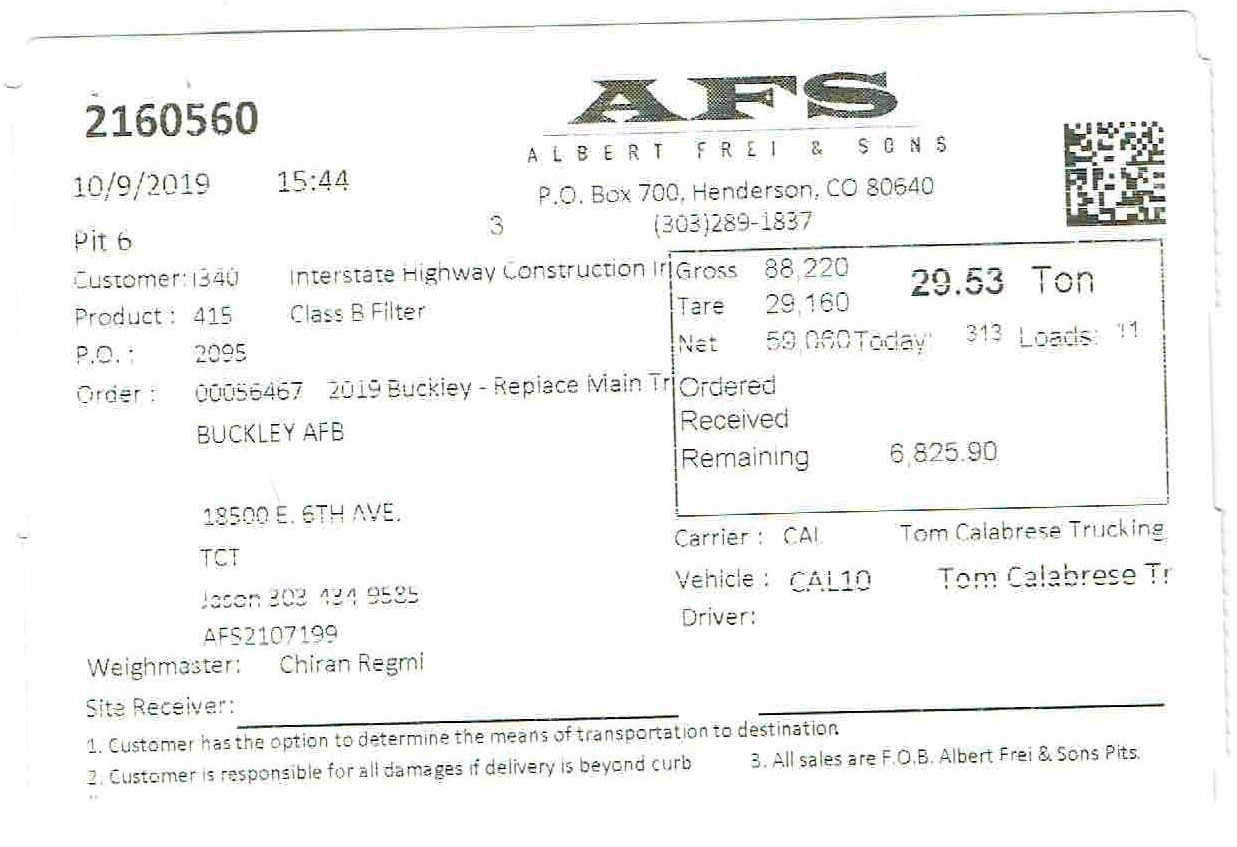 2160560
AFS
ALBERT FREI & SONS
10/9/2019 15:44
P.O. Box 700, Henderson, CO 80640
3 (303)289-1837
Pit 6
Customer: I340 Interstate Highway Construction In
Product : 415 Class B Filter
P.O. : 2095
Order : 00056467 2019 Buckley - Replace Main Tr
BUCKLEY AFB
18500 E. 6TH AVE.
TCT
Jason 303 434 9585
AFS2107199
Gross 88,220 29.53 Ton
Tare 29,160
Net 59,060 Today: 313 Loads: 11
Ordered
Received
Remaining 6,825.90
Carrier : CAL Tom Calabrese Trucking
Vehicle : CAL10 Tom Calabrese Tr
Driver:
Weighmaster: Chiran Regmi
Site Receiver:
1. Customer has the option to determine the means of transportation to destination
2. Customer is responsible for all damages if delivery is beyond curb 3. All sales are F.O.B. Albert Frei & Sons Pits.